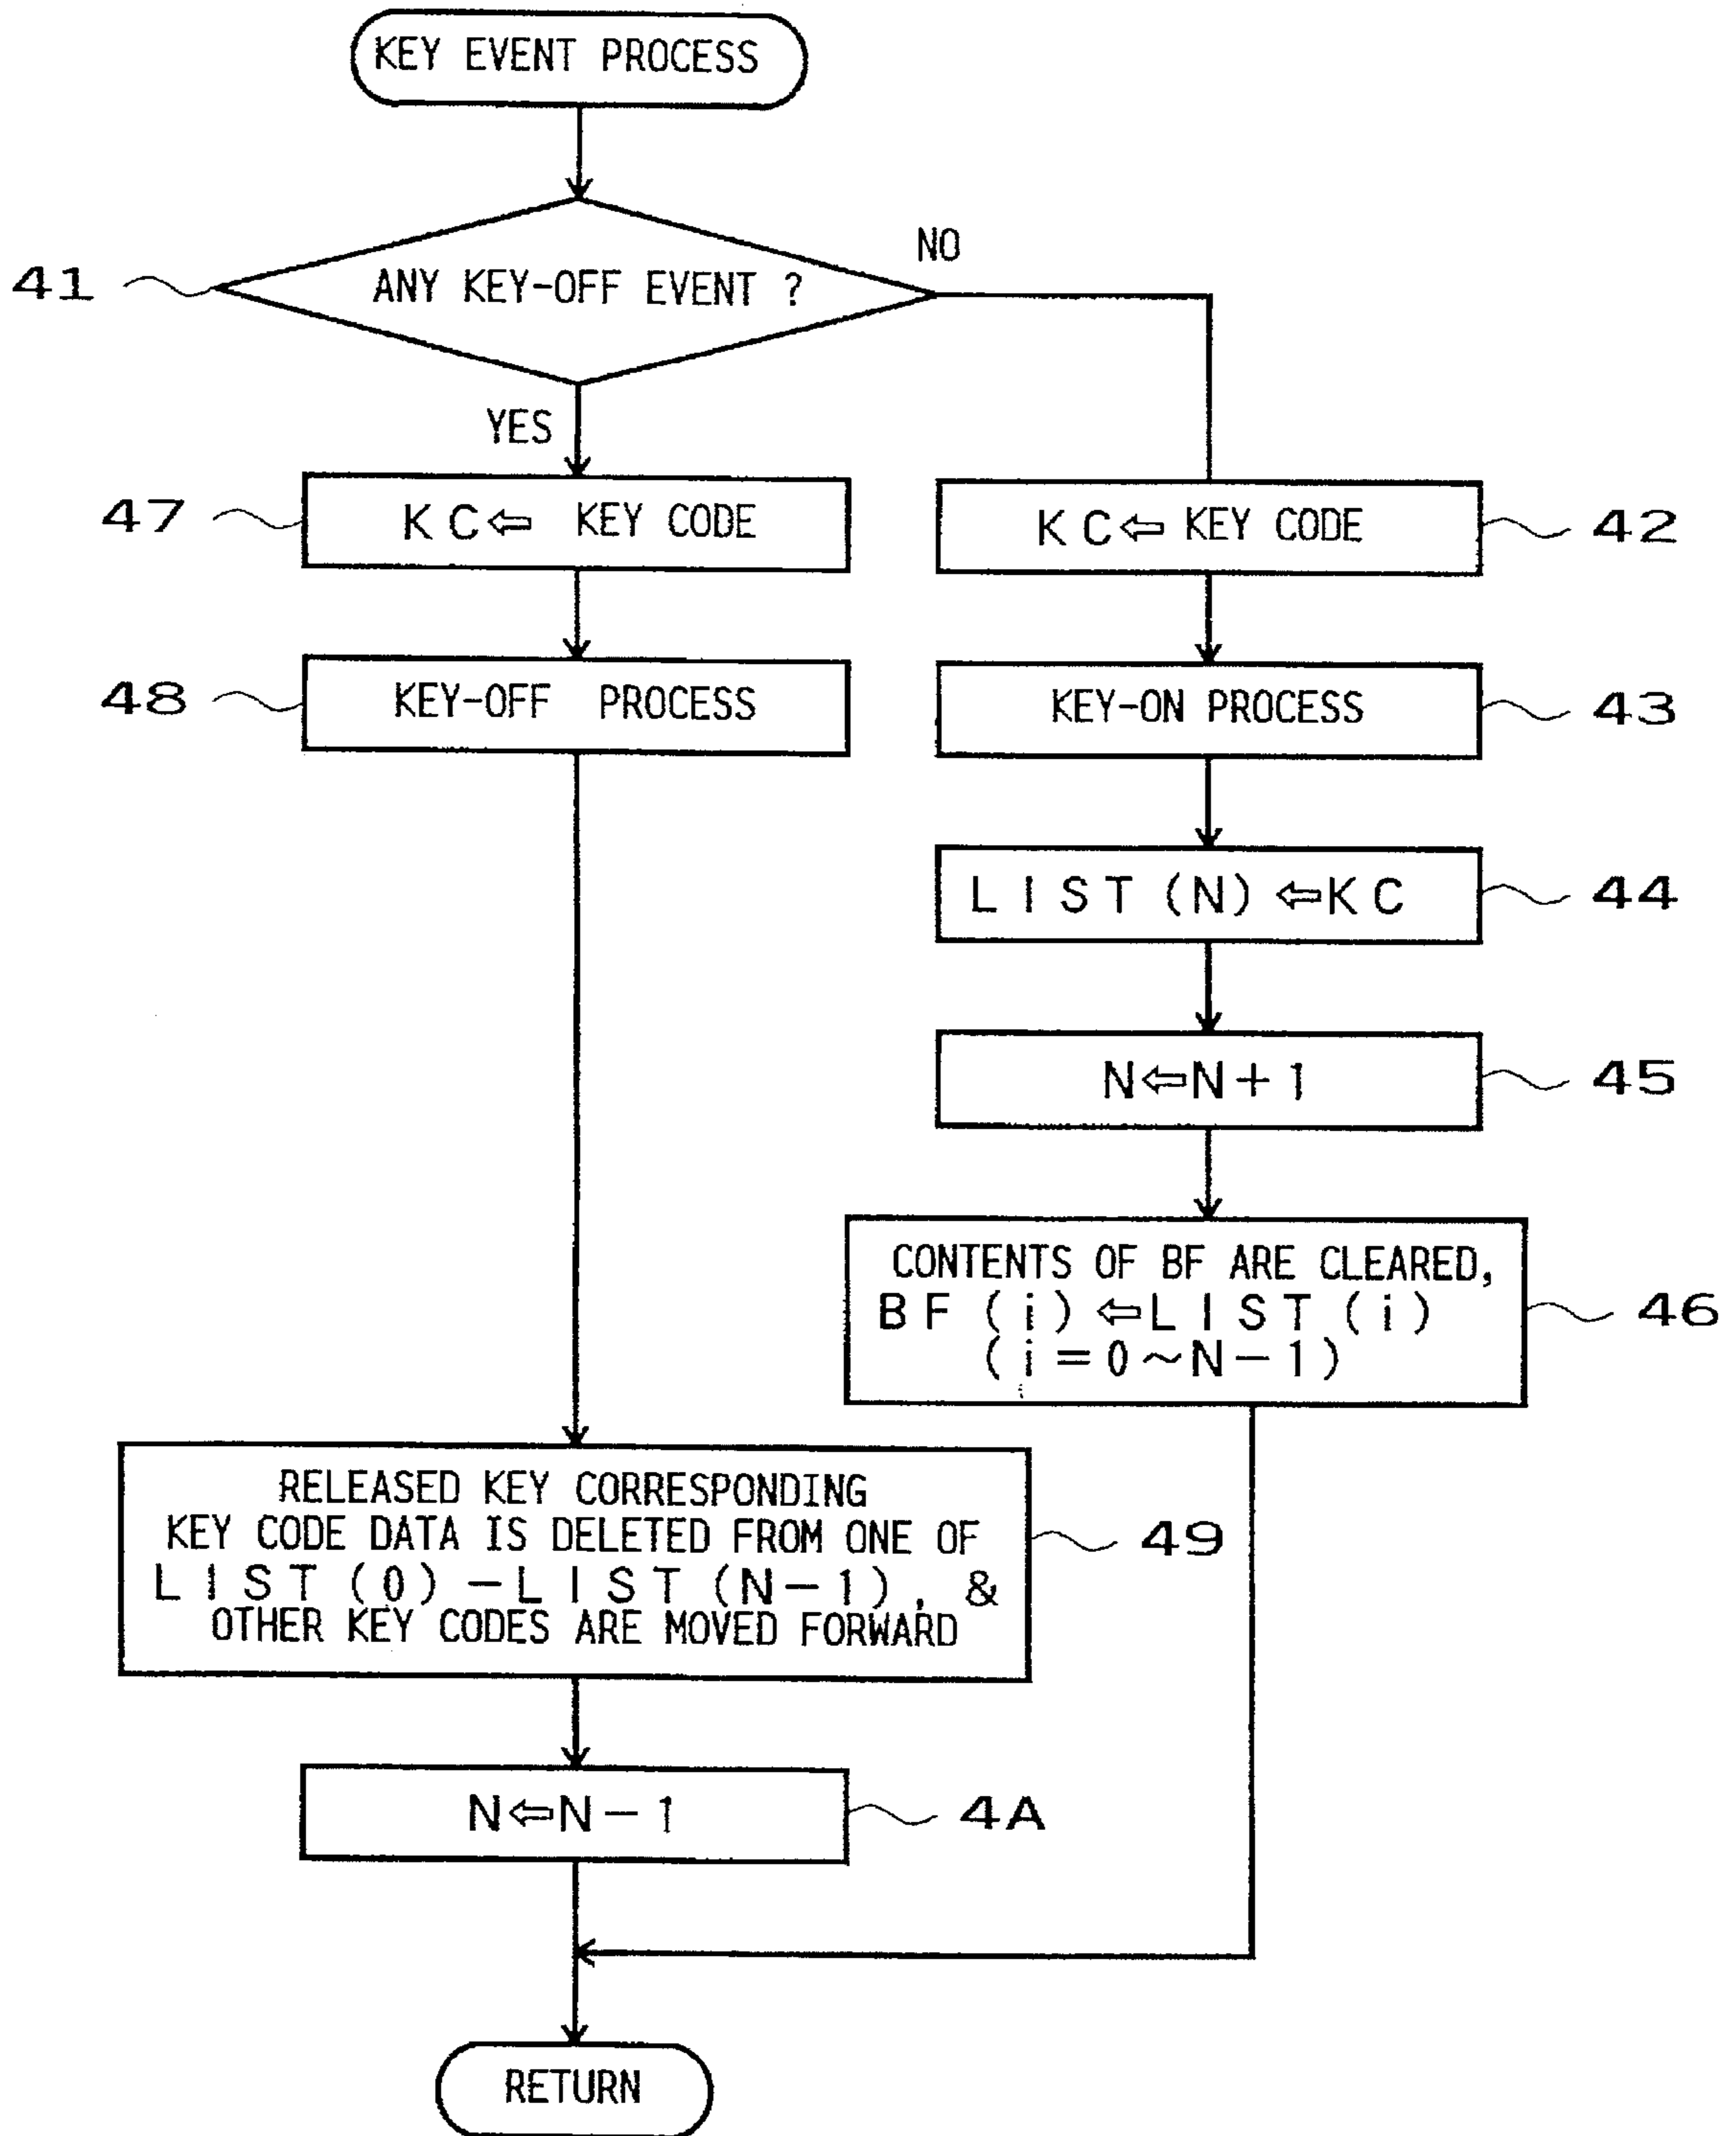 KEY EVENT PROCESS
41
ANY KEY-OFF EVENT ?
NO
YES
47
KC⇦ KEY CODE
KC⇦ KEY CODE
42
48
KEY-OFF PROCESS
KEY-ON PROCESS
43
LIST(N)⇦KC
44
N⇦N+1
45
CONTENTS OF BF ARE CLEARED,
BF(i)⇦LIST(i)
(i=0~N-1)
46
RELEASED KEY CORRESPONDING
KEY CODE DATA IS DELETED FROM ONE OF
LIST(0)-LIST(N-1), &
OTHER KEY CODES ARE MOVED FORWARD
49
N⇦N-1
4A
RETURN